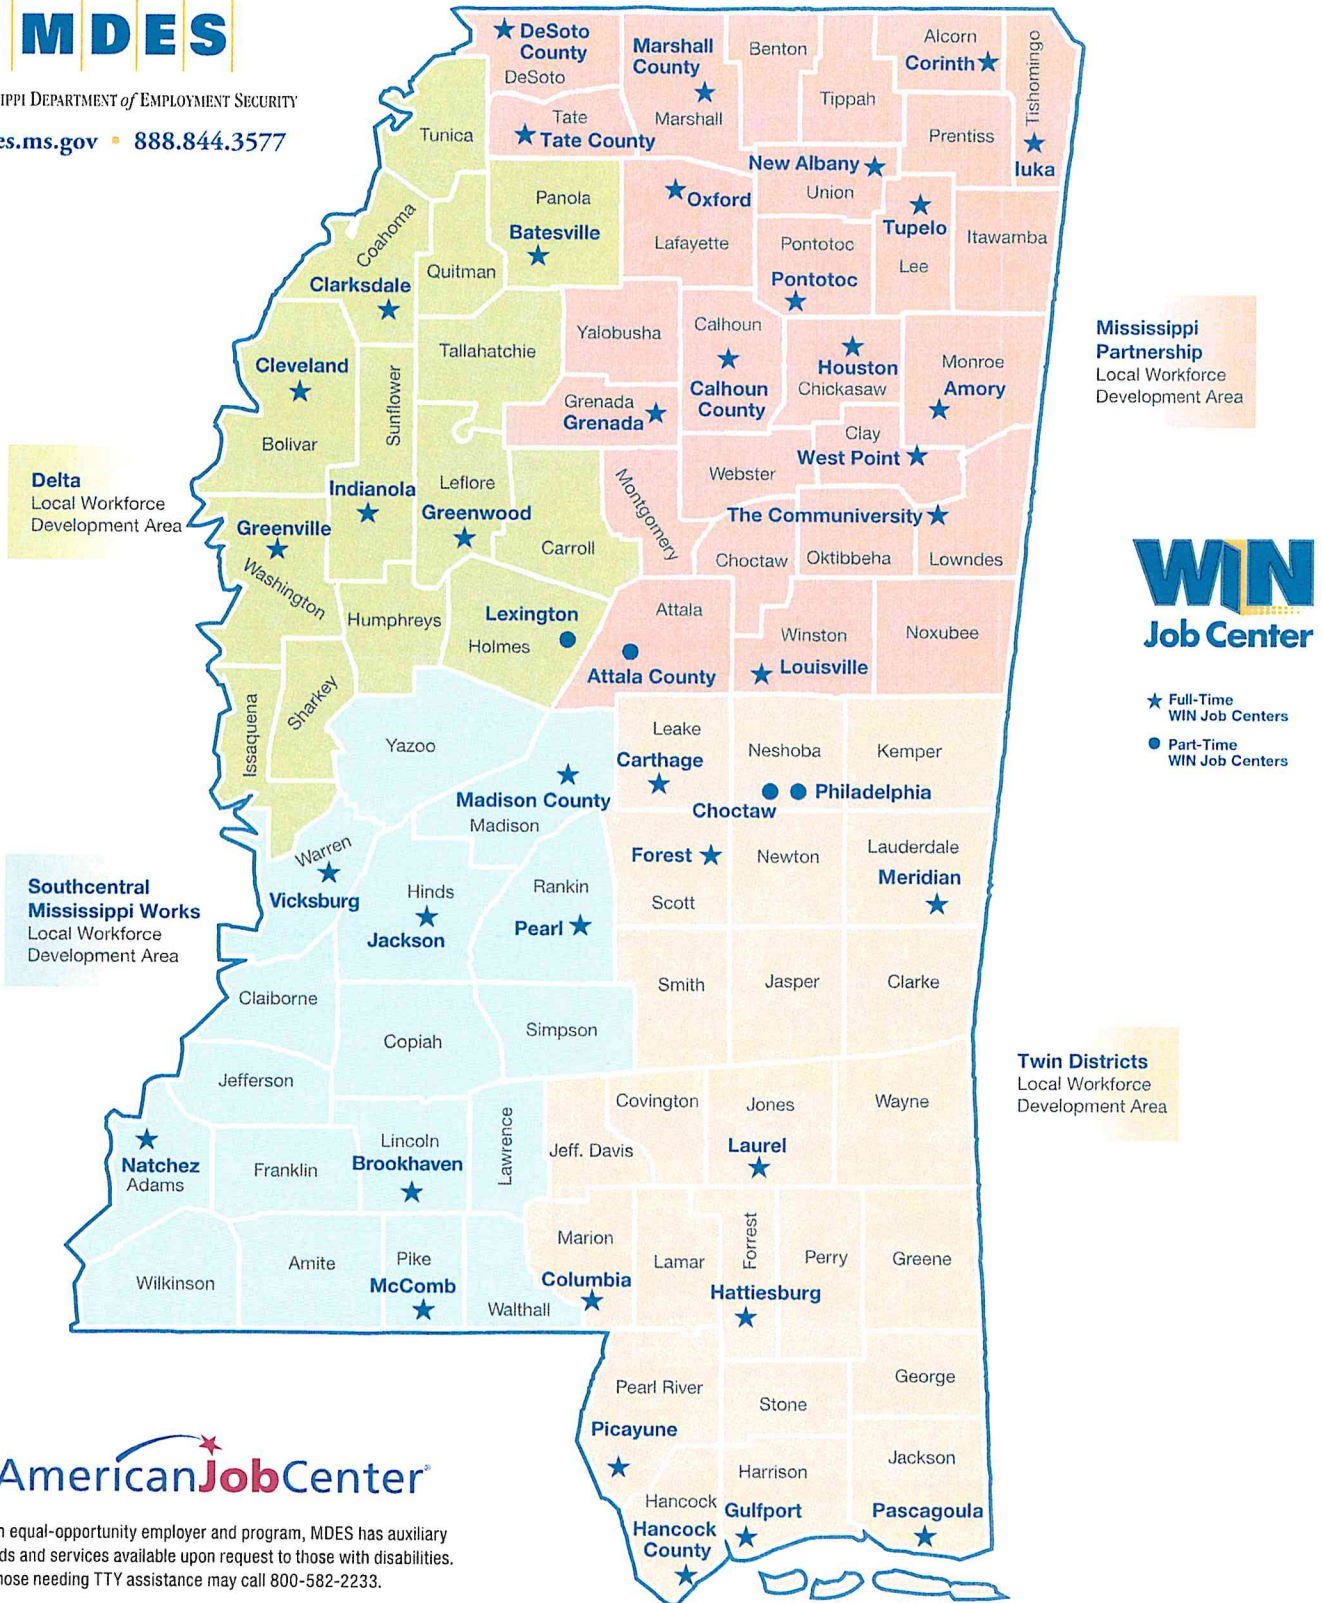 MDES
IPPI DEPARTMENT of EMPLOYMENT SECURITY
es.ms.gov • 888.844.3577
DeSoto
County
DeSoto
Marshall
County
Marshall
Benton
Tippah
Alcorn
Corinth
Tishomingo
Iuka
Prentiss
Tunica
Tate
Tate County
New Albany
Union
Panola
Batesville
Oxford
Lafayette
Tupelo
Lee
Itawamba
Pontotoc
Pontotoc
Coahoma
Clarksdale
Quitman
Cleveland
Bolivar
Sunflower
Indianola
Tallahatchie
Yalobusha
Calhoun
Calhoun
County
Houston
Chickasaw
Monroe
Amory
Grenada
Grenada
Clay
West Point
Webster
Mississippi
Partnership
Local Workforce
Development Area
Delta
Local Workforce
Development Area
Greenville
Washington
Leflore
Greenwood
Carroll
Montgomery
The Communiversity
Choctaw
Oktibbeha
Lowndes
Humphreys
Lexington
Holmes
Attala
Attala County
Winston
Louisville
Noxubee
WIN
Job Center
Full-Time
WIN Job Centers
Part-Time
WIN Job Centers
Issaquena
Sharkey
Yazoo
Madison County
Madison
Leake
Carthage
Neshoba
Kemper
Philadelphia
Choctaw
Warren
Vicksburg
Hinds
Jackson
Rankin
Pearl
Forest
Scott
Newton
Lauderdale
Meridian
Southcentral
Mississippi Works
Local Workforce
Development Area
Claiborne
Copiah
Simpson
Smith
Jasper
Clarke
Jefferson
Twin Districts
Local Workforce
Development Area
Natchez
Adams
Franklin
Lincoln
Brookhaven
Lawrence
Jeff. Davis
Covington
Jones
Laurel
Wayne
Wilkinson
Amite
Pike
McComb
Walthall
Marion
Columbia
Lamar
Forrest
Hattiesburg
Perry
Greene
Pearl River
Picayune
Stone
George
Hancock
Hancock
County
Harrison
Gulfport
Jackson
Pascagoula
AmericanJobCenter®
n equal-opportunity employer and program, MDES has auxiliary
ds and services available upon request to those with disabilities.
hose needing TTY assistance may call 800-582-2233.